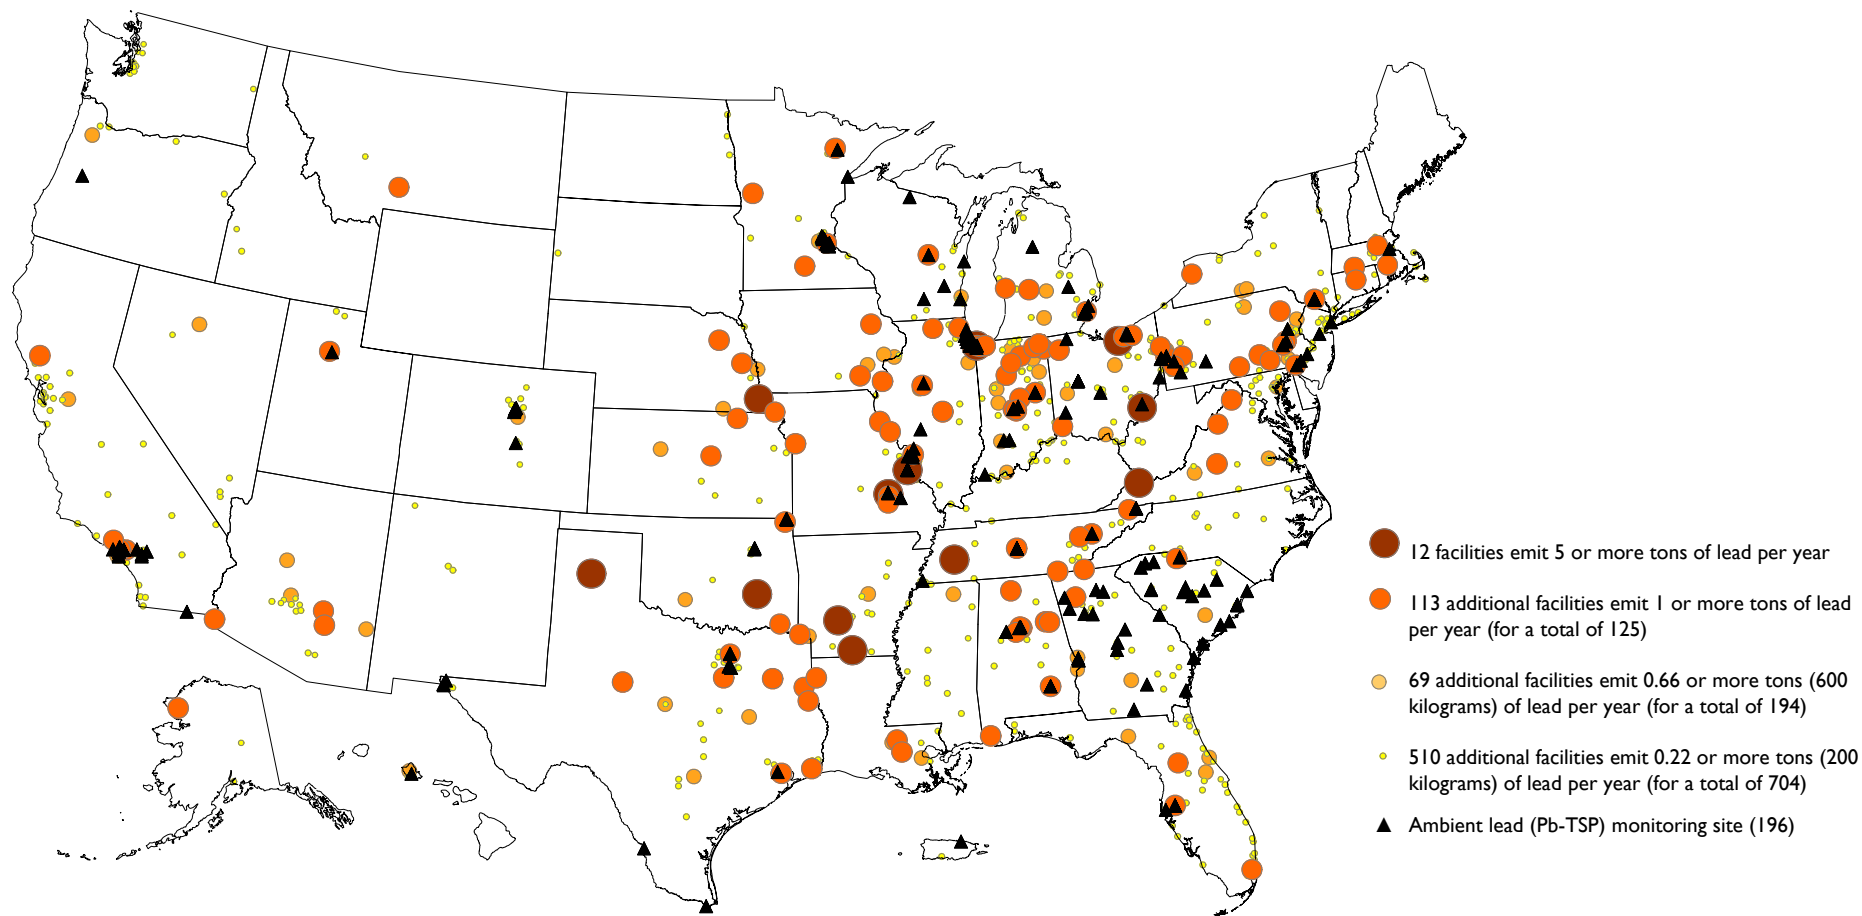 12 facilities emit 5 or more tons of lead per year
113 additional facilities emit 1 or more tons of lead
per year (for a total of 125)
69 additional facilities emit 0.66 or more tons (600
kilograms) of lead per year (for a total of 194)
510 additional facilities emit 0.22 or more tons (200
kilograms) of lead per year (for a total of 704)
Ambient lead (Pb-TSP) monitoring site (196)